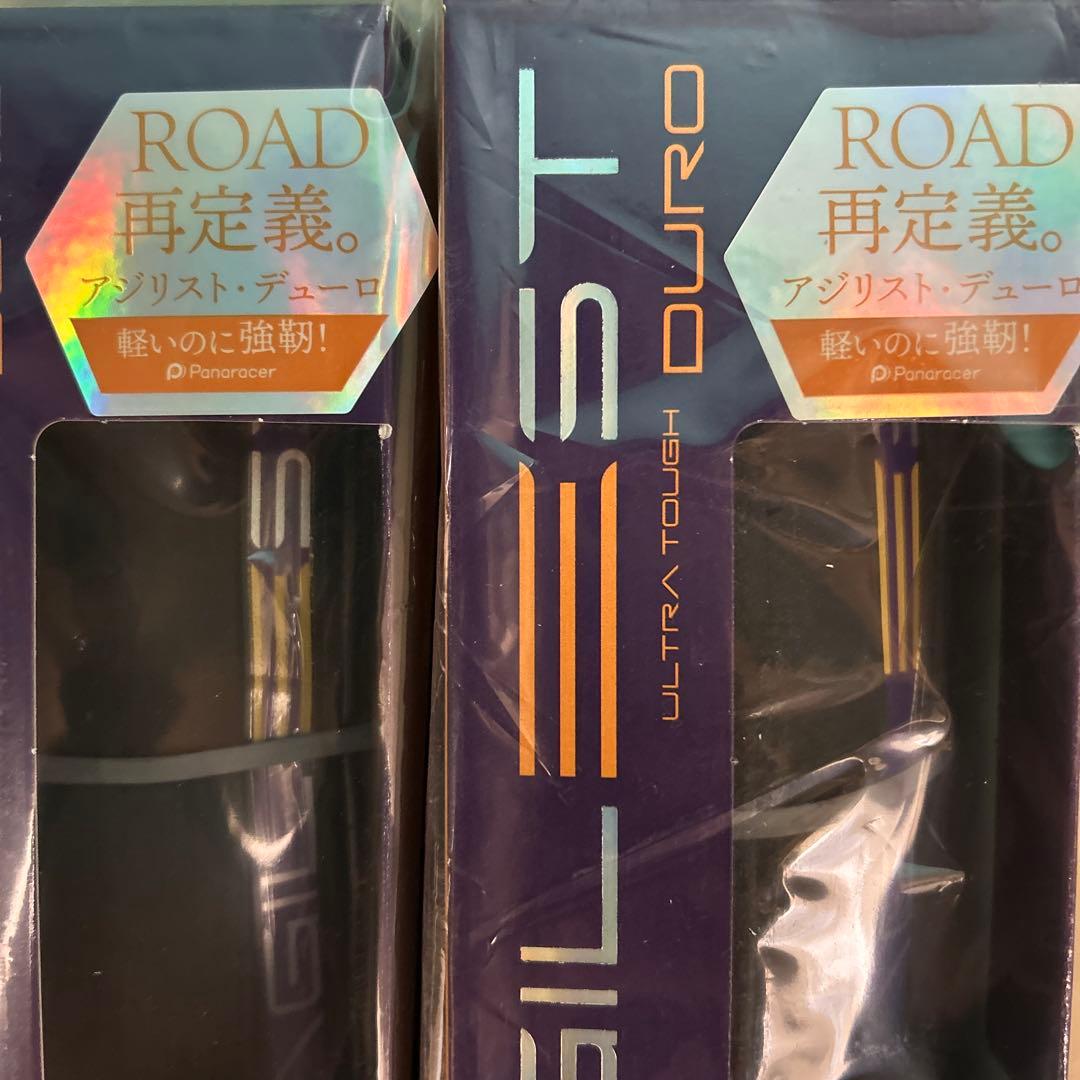 ROAD
再定義。
アジリスト・デューロ
軽いのに強靭!
Panaracer
GILEST
ULTRA TOUGH DURO
ROAD
再定義。
アジリスト・デューロ
軽いのに強靭!
Panaracer